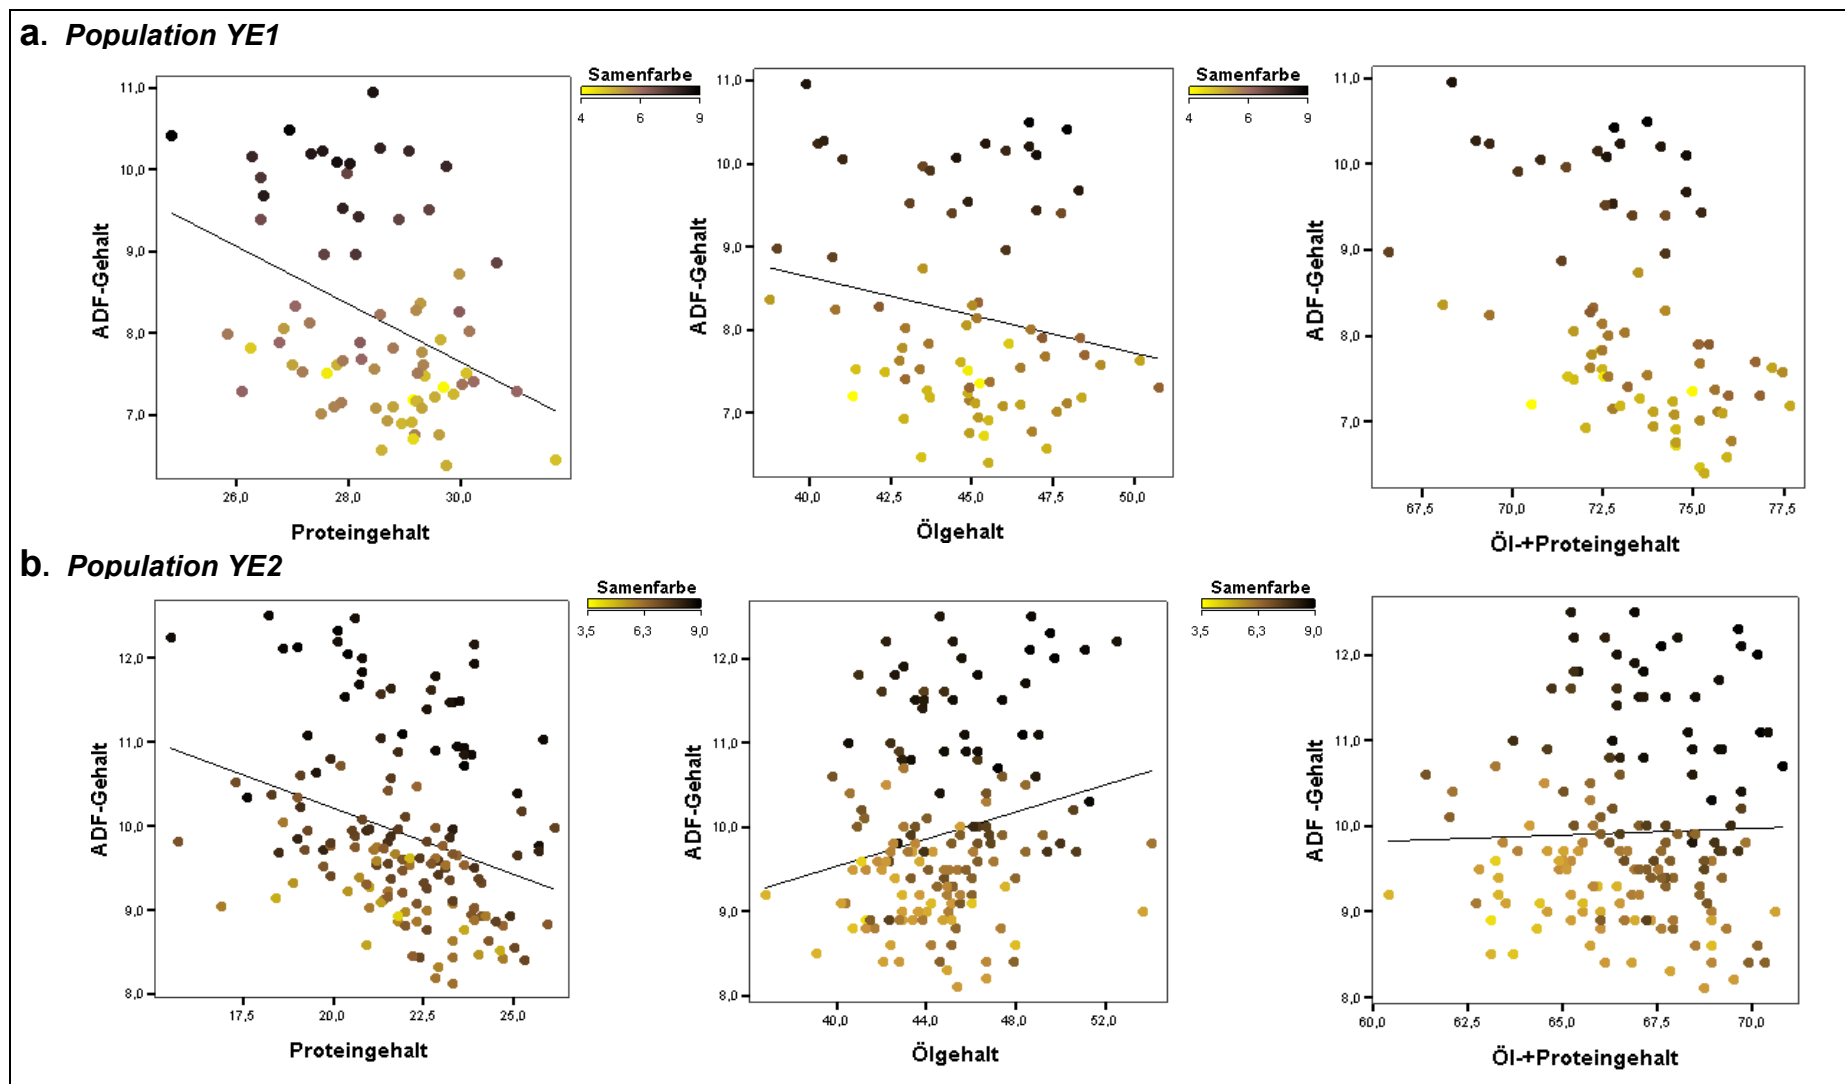 a. Population YE1
Samenfarbe
4 6 9
Samenfarbe
4 6 9
ADF-Gehalt
11,0
10,0
9,0
8,0
7,0
26,0 28,0 30,0
Proteingehalt
ADF-Gehalt
11,0
10,0
9,0
8,0
7,0
40,0 42,5 45,0 47,5 50,0
Ölgehalt
ADF-Gehalt
11,0
10,0
9,0
8,0
7,0
67,5 70,0 72,5 75,0 77,5
Öl-+Proteingehalt
b. Population YE2
Samenfarbe
3,5 6,3 9,0
Samenfarbe
3,5 6,3 9,0
ADF-Gehalt
12,0
11,0
10,0
9,0
8,0
17,5 20,0 22,5 25,0
Proteingehalt
ADF-Gehalt
12,0
11,0
10,0
9,0
8,0
40,0 44,0 48,0 52,0
Ölgehalt
ADF-Gehalt
12,0
11,0
10,0
9,0
8,0
60,0 62,5 65,0 67,5 70,0
Öl-+Proteingehalt